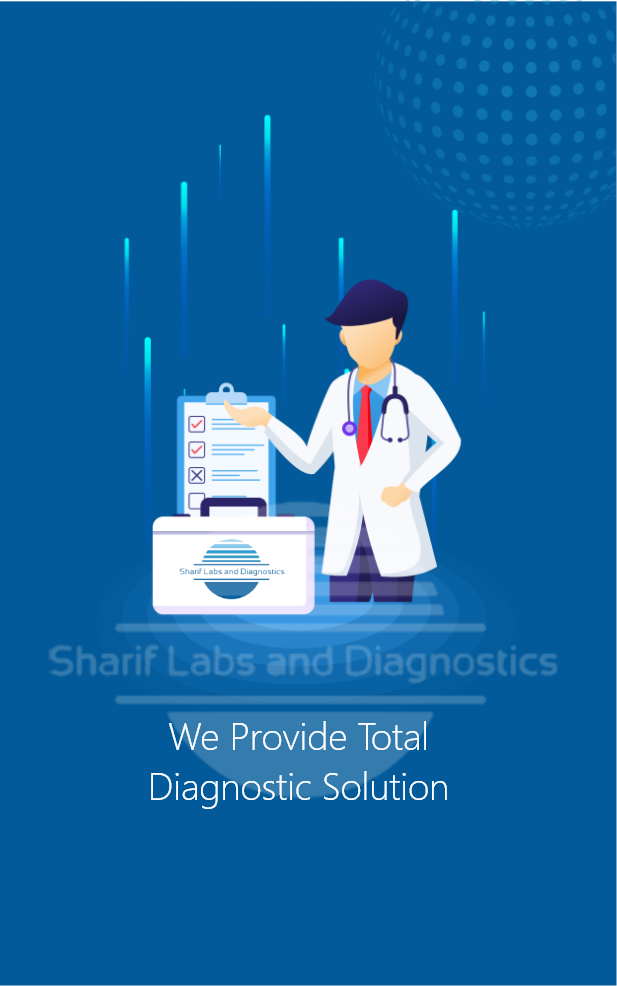 Sharif Labs and Diagnostics
Sharif Labs and Diagnostics
We Provide Total
Diagnostic Solution